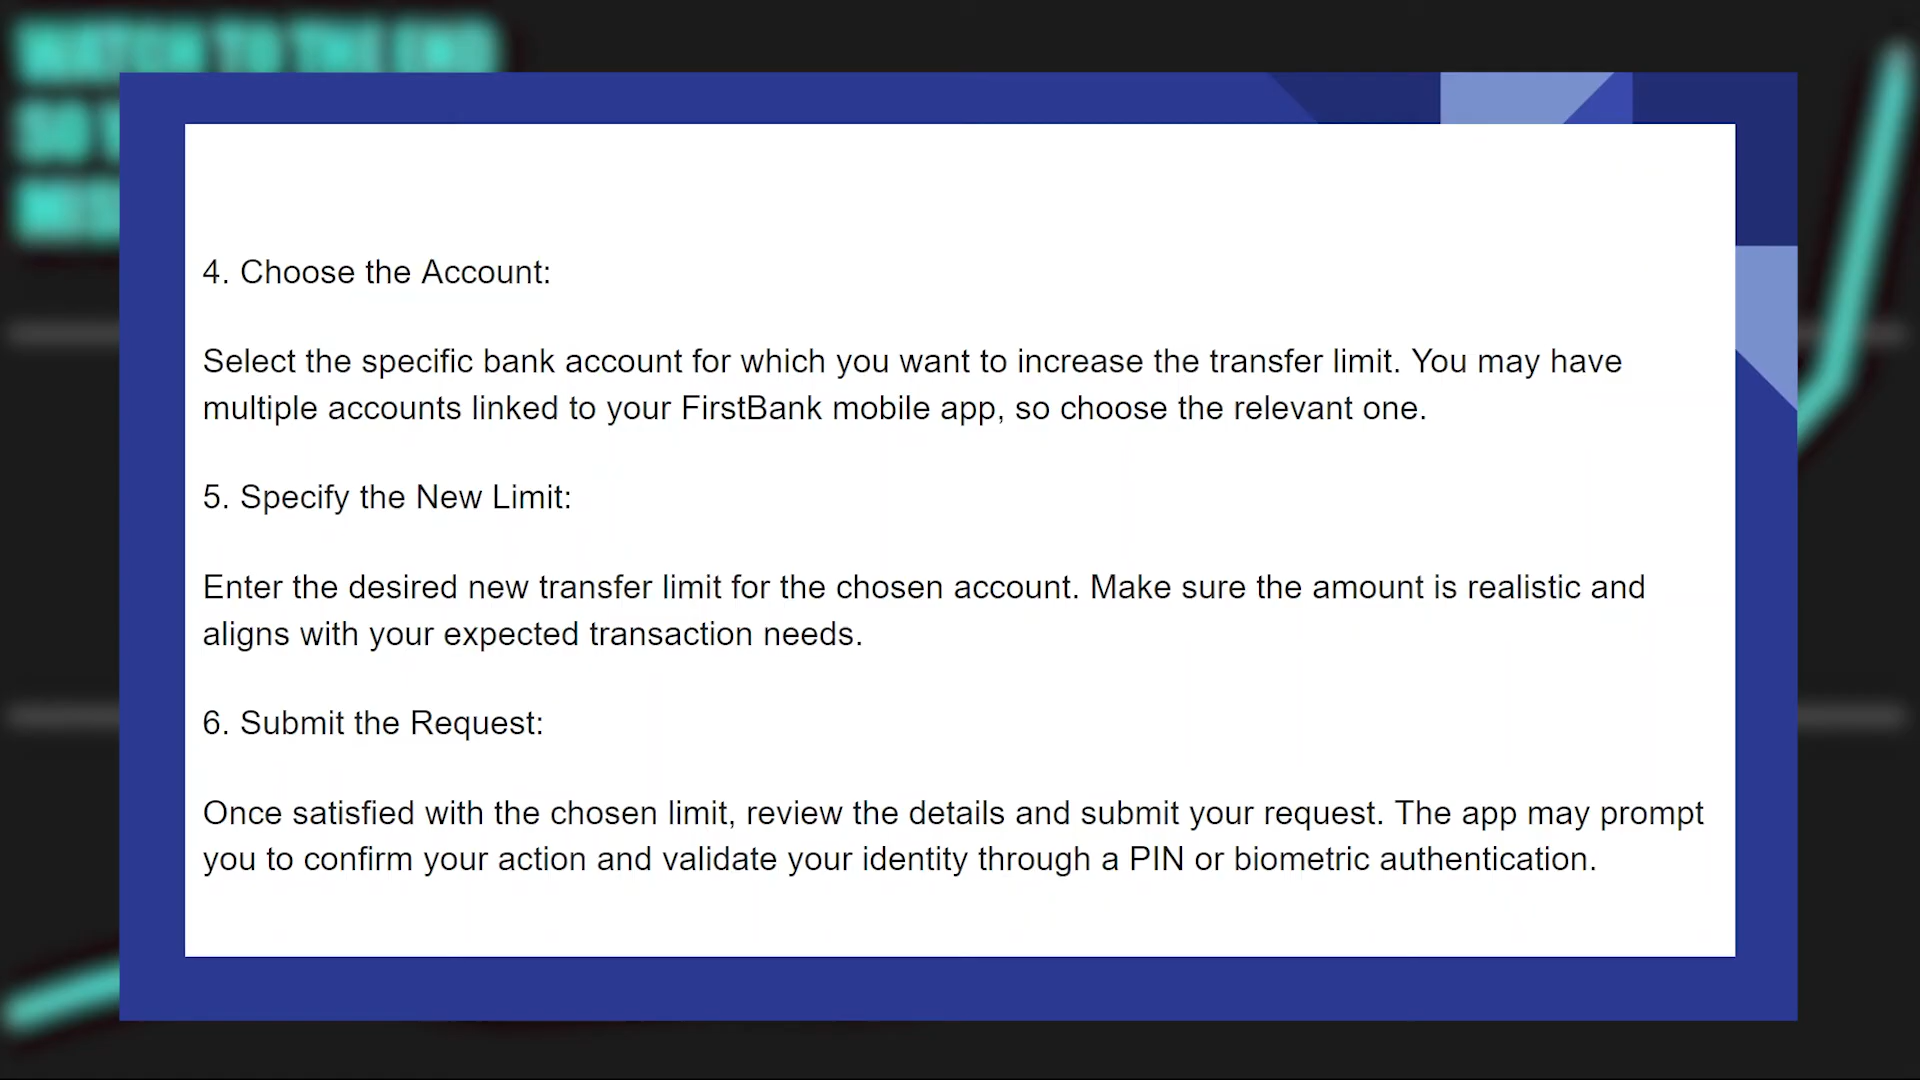 WATCH TO THE END
SO
4. Choose the Account:
Select the specific bank account for which you want to increase the transfer limit. You may have
multiple accounts linked to your FirstBank mobile app, so choose the relevant one.
5. Specify the New Limit:
Enter the desired new transfer limit for the chosen account. Make sure the amount is realistic and
aligns with your expected transaction needs.
6. Submit the Request:
Once satisfied with the chosen limit, review the details and submit your request. The app may prompt
you to confirm your action and validate your identity through a PIN or biometric authentication.